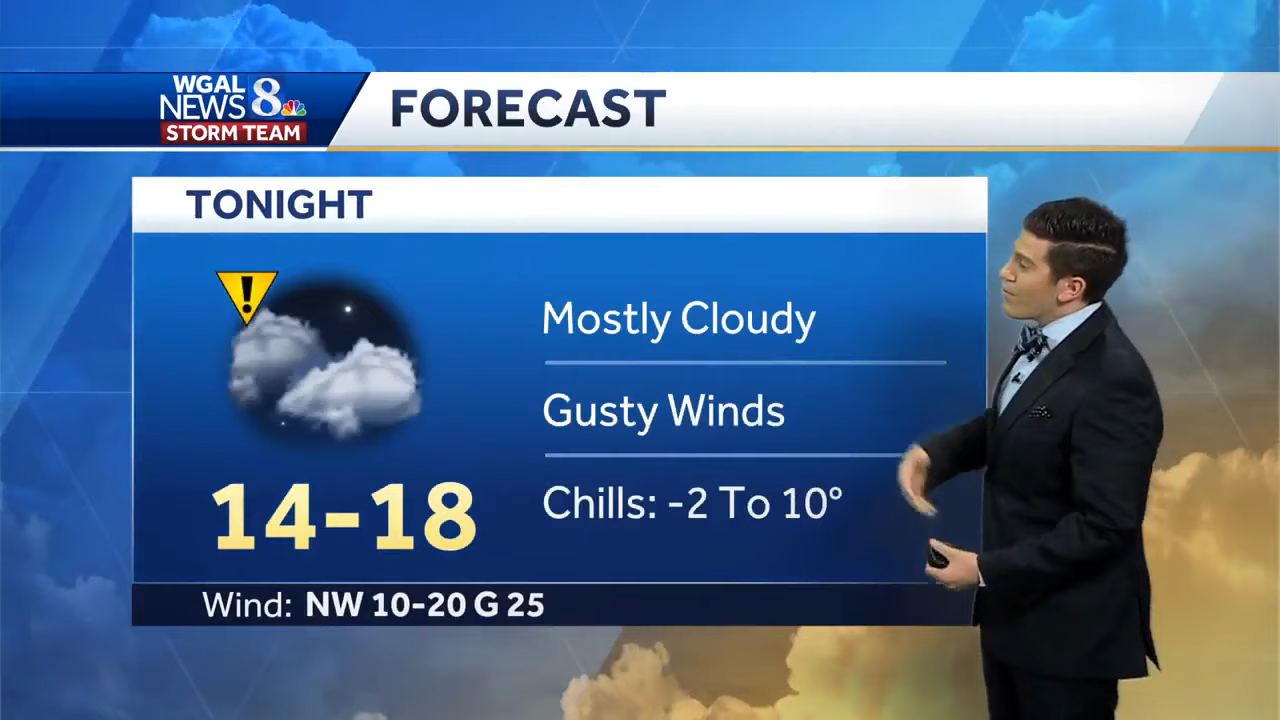 WGAL
NEWS 8
STORM TEAM
FORECAST
TONIGHT
!
Mostly Cloudy
Gusty Winds
14-18
Chills: -2 To 10°
Wind: NW 10-20 G 25